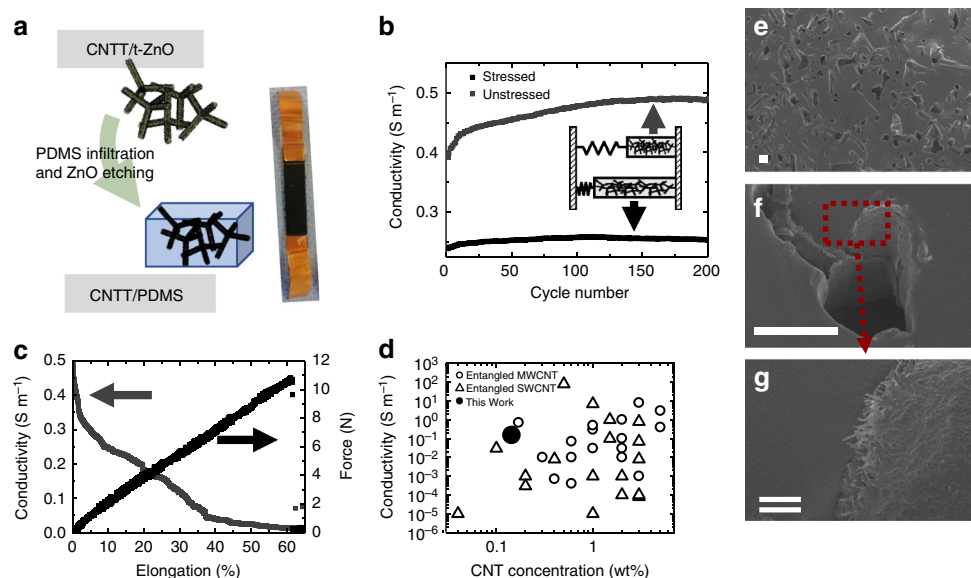 a
CNTT/t-ZnO
PDMS infiltration
and ZnO etching
CNTT/PDMS
b
Conductivity (S m⁻¹)
0.5
0.4
0.3
Stressed
Unstressed
0
50
100
150
200
Cycle number
c
Conductivity (S m⁻¹)
0.5
0.4
0.3
0.2
0.1
0.0
12
10
8
6
4
2
0
Force (N)
0
10
20
30
40
50
60
Elongation (%)
d
Conductivity (S m⁻¹)
10³
10²
10¹
10⁰
10⁻¹
10⁻²
10⁻³
10⁻⁴
10⁻⁵
10⁻⁶
Entangled MWCNT
Entangled SWCNT
This Work
0.1
1
CNT concentration (wt%)
e
f
g